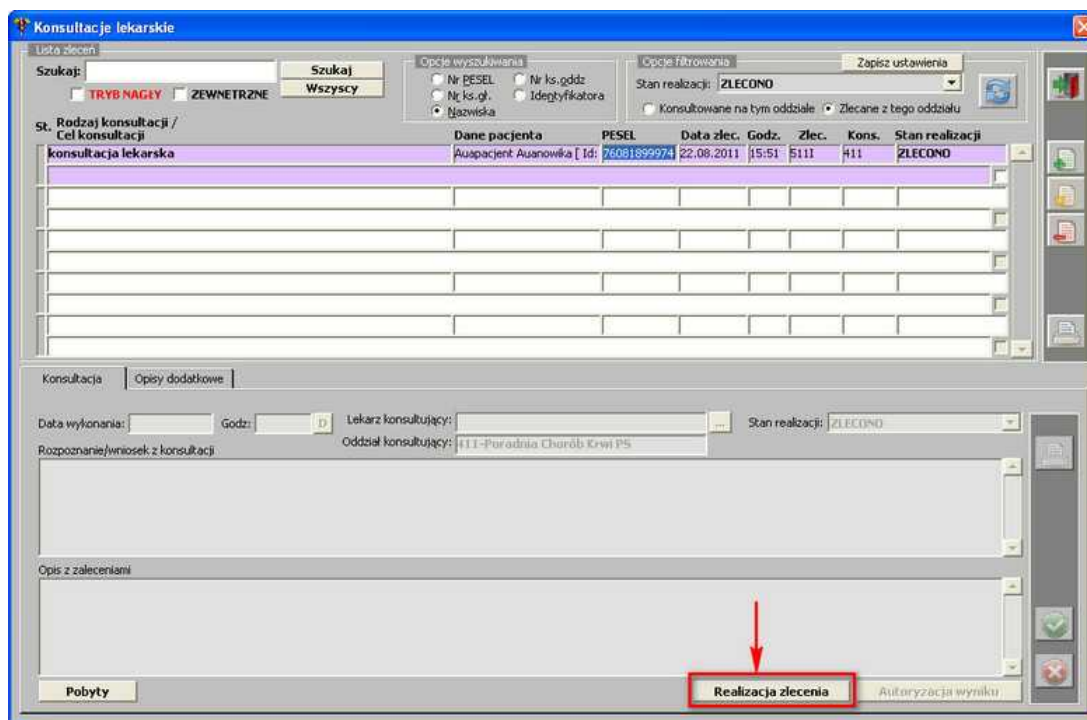 Konsultacje lekarskie
Lista zleceń
Szukaj:
Szukaj
Wszyscy
TRYB NAGŁY
ZEWNETRZNE
Opcje wyszukiwania
Nr PESEL
Nr ks.oddz
Nr ks.gł.
Identyfikatora
Nazwiska
Opcje filtrowania
Zapisz ustawienia
Stan realizacji: ZLECONO
Konsultowane na tym oddziale
Zlecane z tego oddziału
St. Rodzaj konsultacji /
Cel konsultacji
Dane pacjenta PESEL Data zlec. Godz. Zlec. Kons. Stan realizacji
konsultacja lekarska Auapacjent Auanowika [ Id: 76081899974 22.08.2011 15:51 511I 411 ZLECONO
Konsultacja
Opisy dodatkowe
Data wykonania:
Godz:
D
Lekarz konsultujący:
...
Stan realizacji: ZLECONO
Oddział konsultujący: 411-Poradnia Chorób Krwi PS
Rozpoznanie/wniosek z konsultacji
Opis z zaleceniami
Pobyty
Realizacja zlecenia
Autoryzacja wyniku